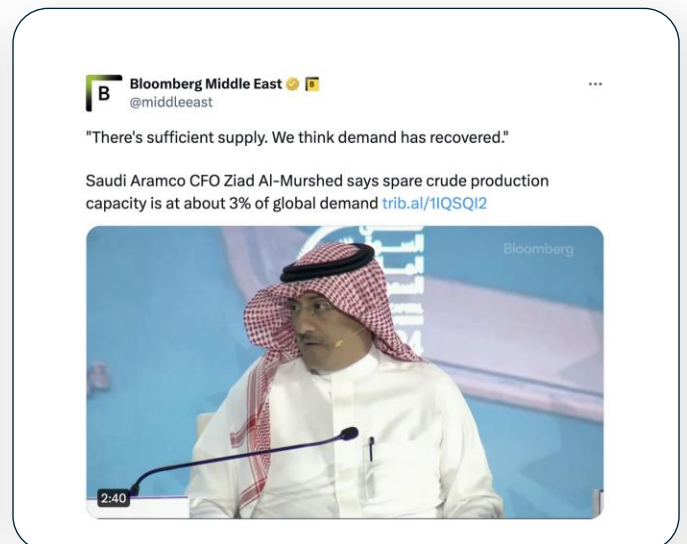 B
Bloomberg Middle East
@middleeast
"There's sufficient supply. We think demand has recovered."
Saudi Aramco CFO Ziad Al-Murshed says spare crude production
capacity is at about 3% of global demand trib.al/1IQSQI2
Bloomberg
2:40